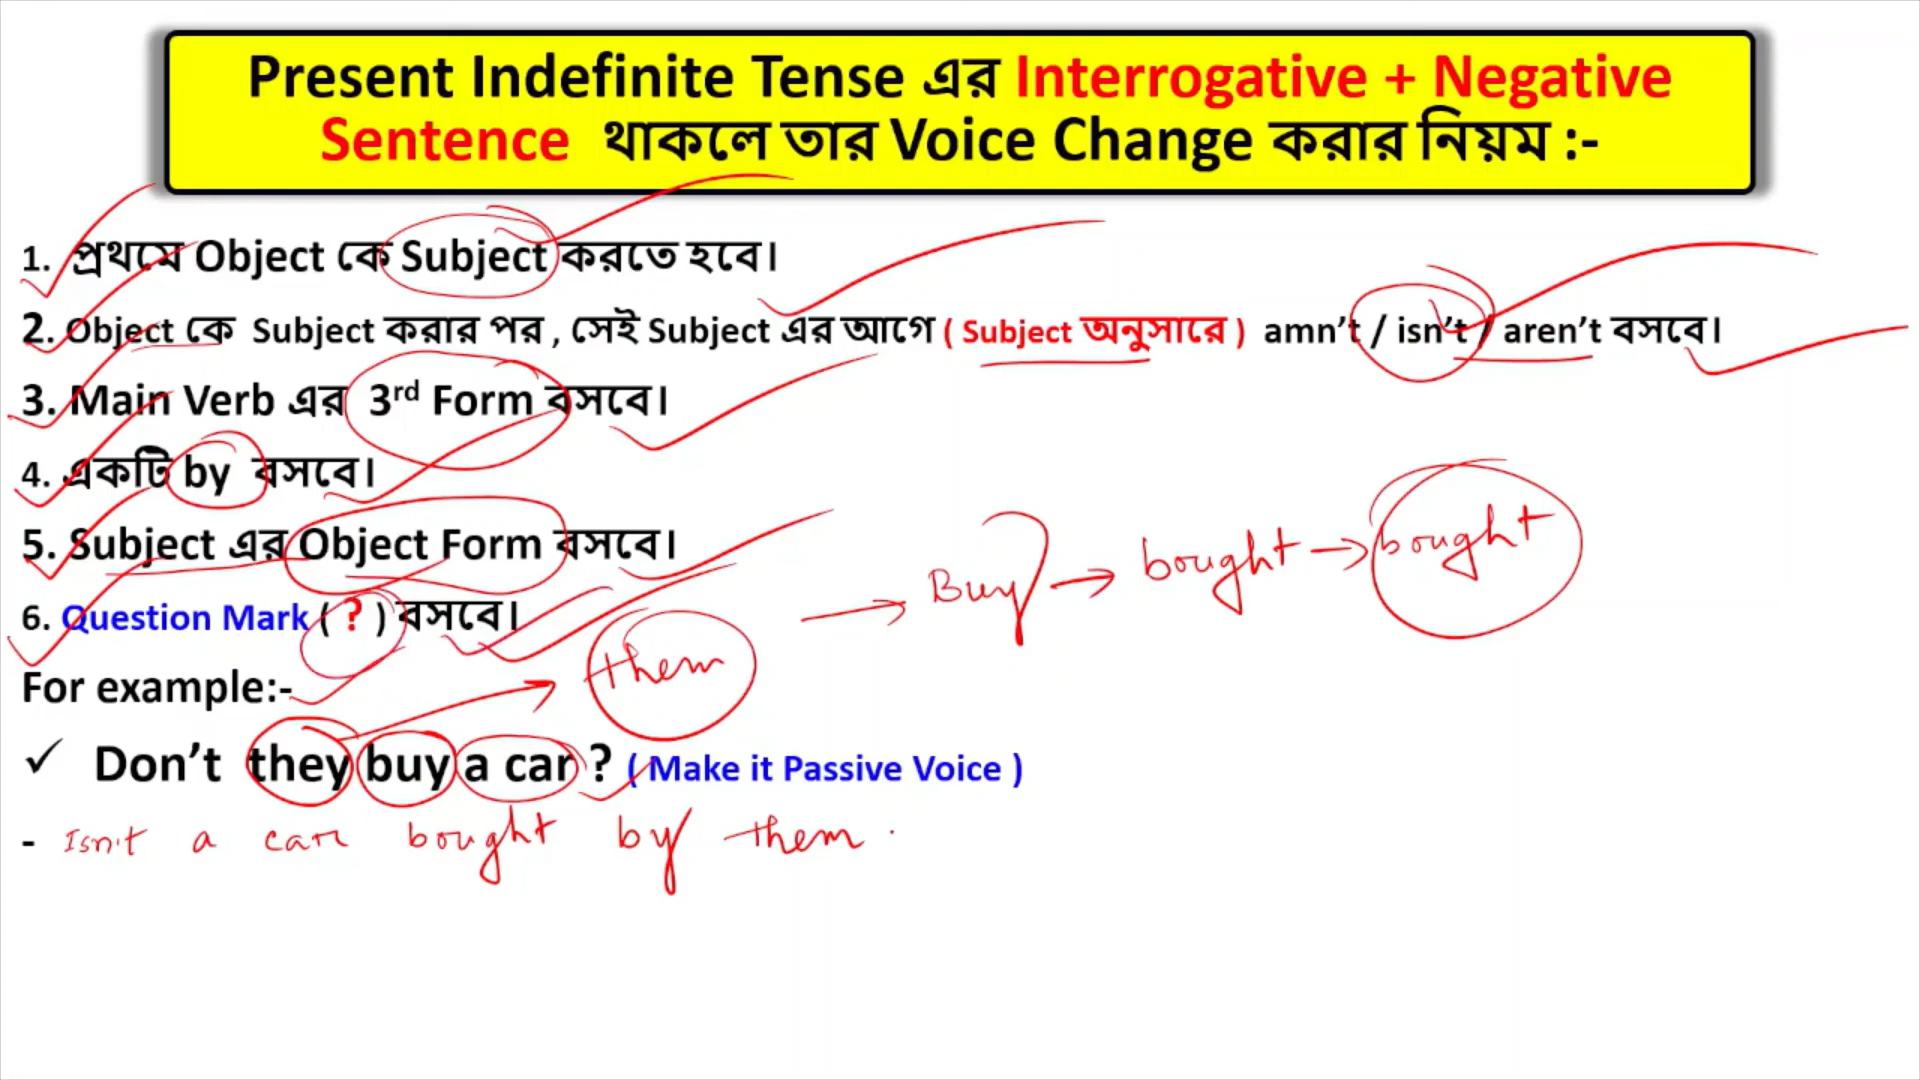 Present Indefinite Tense এর Interrogative + Negative
Sentence থাকলে তার Voice Change করার নিয়ম :-
1. প্রথমে Object কে Subject করতে হবে।
2. Object কে Subject করার পর , সেই Subject এর আগে ( Subject অনুসারে ) amn't / isn't / aren't বসবে।
3. Main Verb এর 3rd Form বসবে।
4. একটি by বসবে।
5. Subject এর Object Form বসবে।
Buy → bought → bought
6. Question Mark ( ? ) বসবে।
them
For example:-
✓ Don't they buy a car ? ( Make it Passive Voice )
- Isn't a car bought by them .